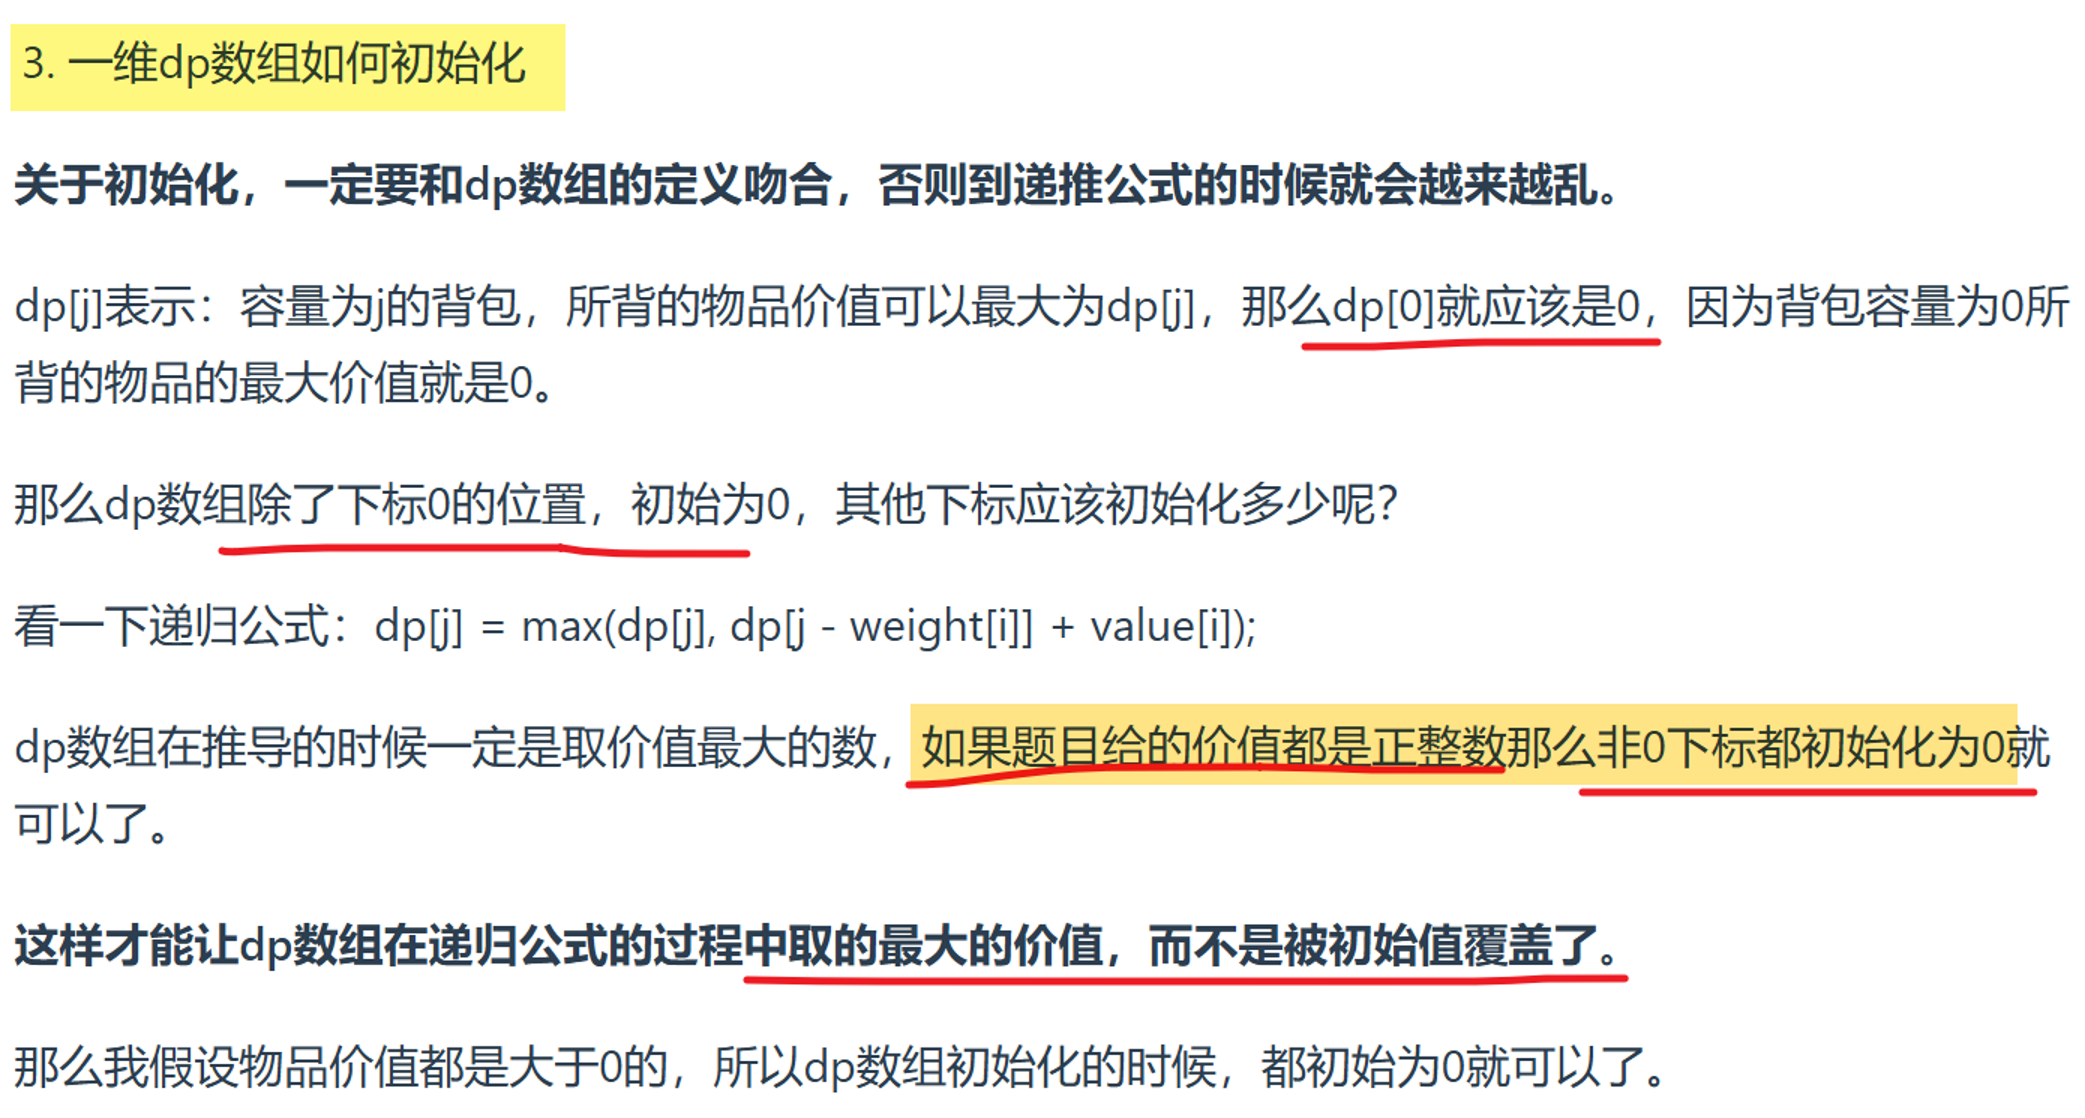 3. 一维dp数组如何初始化
关于初始化，一定要和dp数组的定义吻合，否则到递推公式的时候就会越来越乱。
dp[j]表示：容量为j的背包，所背的物品价值可以最大为dp[j]，那么dp[0]就应该是0，因为背包容量为0所
背的物品的最大价值就是0。
那么dp数组除了下标0的位置，初始为0，其他下标应该初始化多少呢？
看一下递归公式：dp[j] = max(dp[j], dp[j - weight[i]] + value[i]);
dp数组在推导的时候一定是取价值最大的数，如果题目给的价值都是正整数那么非0下标都初始化为0就
可以了。
这样才能让dp数组在递归公式的过程中取的最大的价值，而不是被初始值覆盖了。
那么我假设物品价值都是大于0的，所以dp数组初始化的时候，都初始为0就可以了。